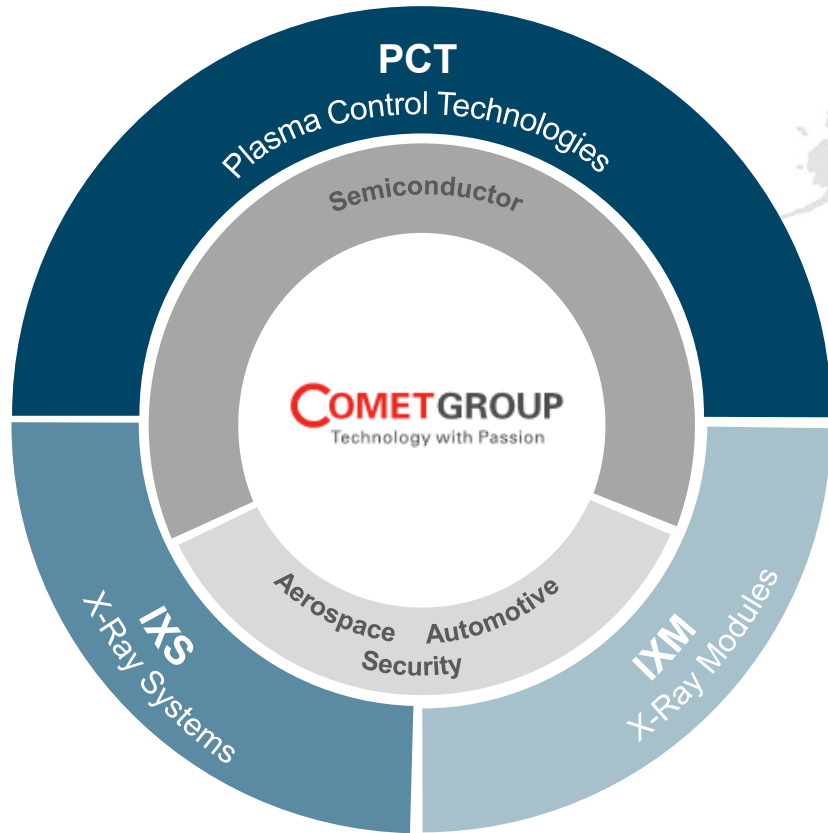 PCT
Plasma Control Technologies
Semiconductor
COMETGROUP
Technology with Passion
Aerospace Automotive
Security
IXS
X-Ray Systems
IXM
X-Ray Modules